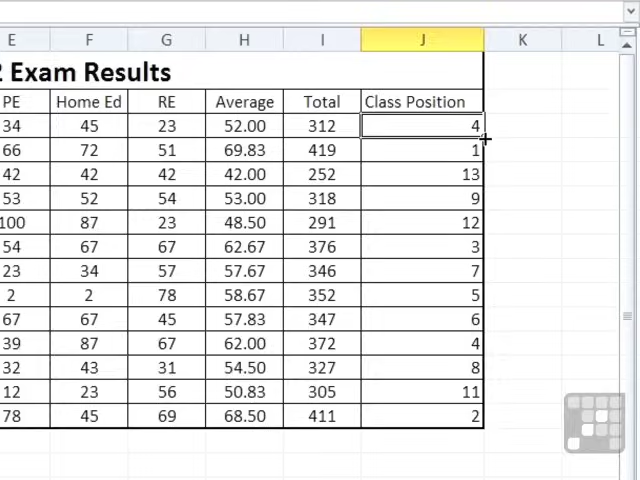 E F G H I J K L
2 Exam Results
PE Home Ed RE Average Total Class Position
34 45 23 52.00 312 4
66 72 51 69.83 419 1
42 42 42 42.00 252 13
53 52 54 53.00 318 9
100 87 23 48.50 291 12
54 67 67 62.67 376 3
23 34 57 57.67 346 7
2 2 78 58.67 352 5
67 67 45 57.83 347 6
39 87 67 62.00 372 4
32 43 31 54.50 327 8
12 23 56 50.83 305 11
78 45 69 68.50 411 2